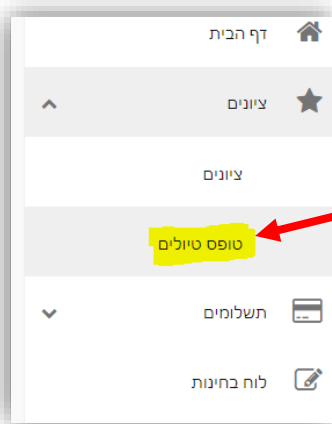 דף הבית
ציונים
ציונים
טופס טיולים
תשלומים
לוח בחינות